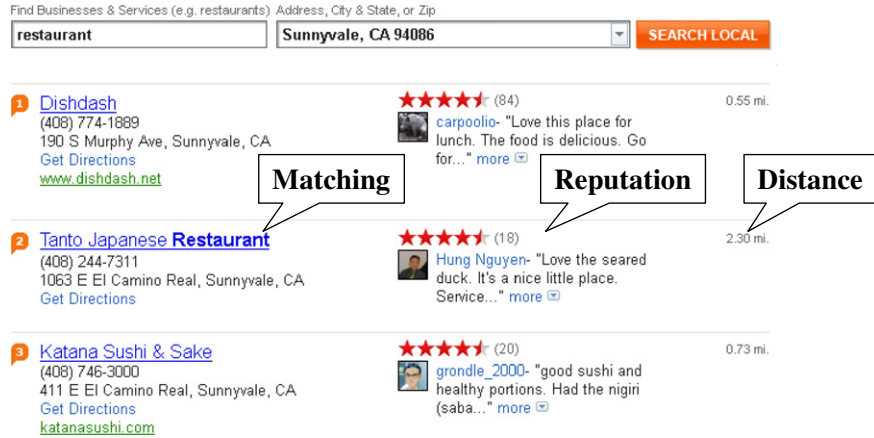 Find Businesses & Services (e.g. restaurants) Address, City & State, or Zip
restaurant Sunnyvale, CA 94086 SEARCH LOCAL
1 Dishdash (84) 0.55 mi.
(408) 774-1889
190 S Murphy Ave, Sunnyvale, CA
Get Directions
www.dishdash.net
carpoolio- "Love this place for
lunch. The food is delicious. Go
for..." more
Matching Reputation Distance
2 Tanto Japanese Restaurant (18) 2.30 mi.
(408) 244-7311
1063 E El Camino Real, Sunnyvale, CA
Get Directions
Hung Nguyen- "Love the seared
duck. It's a nice little place.
Service..." more
3 Katana Sushi & Sake (20) 0.73 mi.
(408) 746-3000
411 E El Camino Real, Sunnyvale, CA
Get Directions
katanasushi.com
grondle_2000- "good sushi and
healthy portions. Had the nigiri
(saba..." more